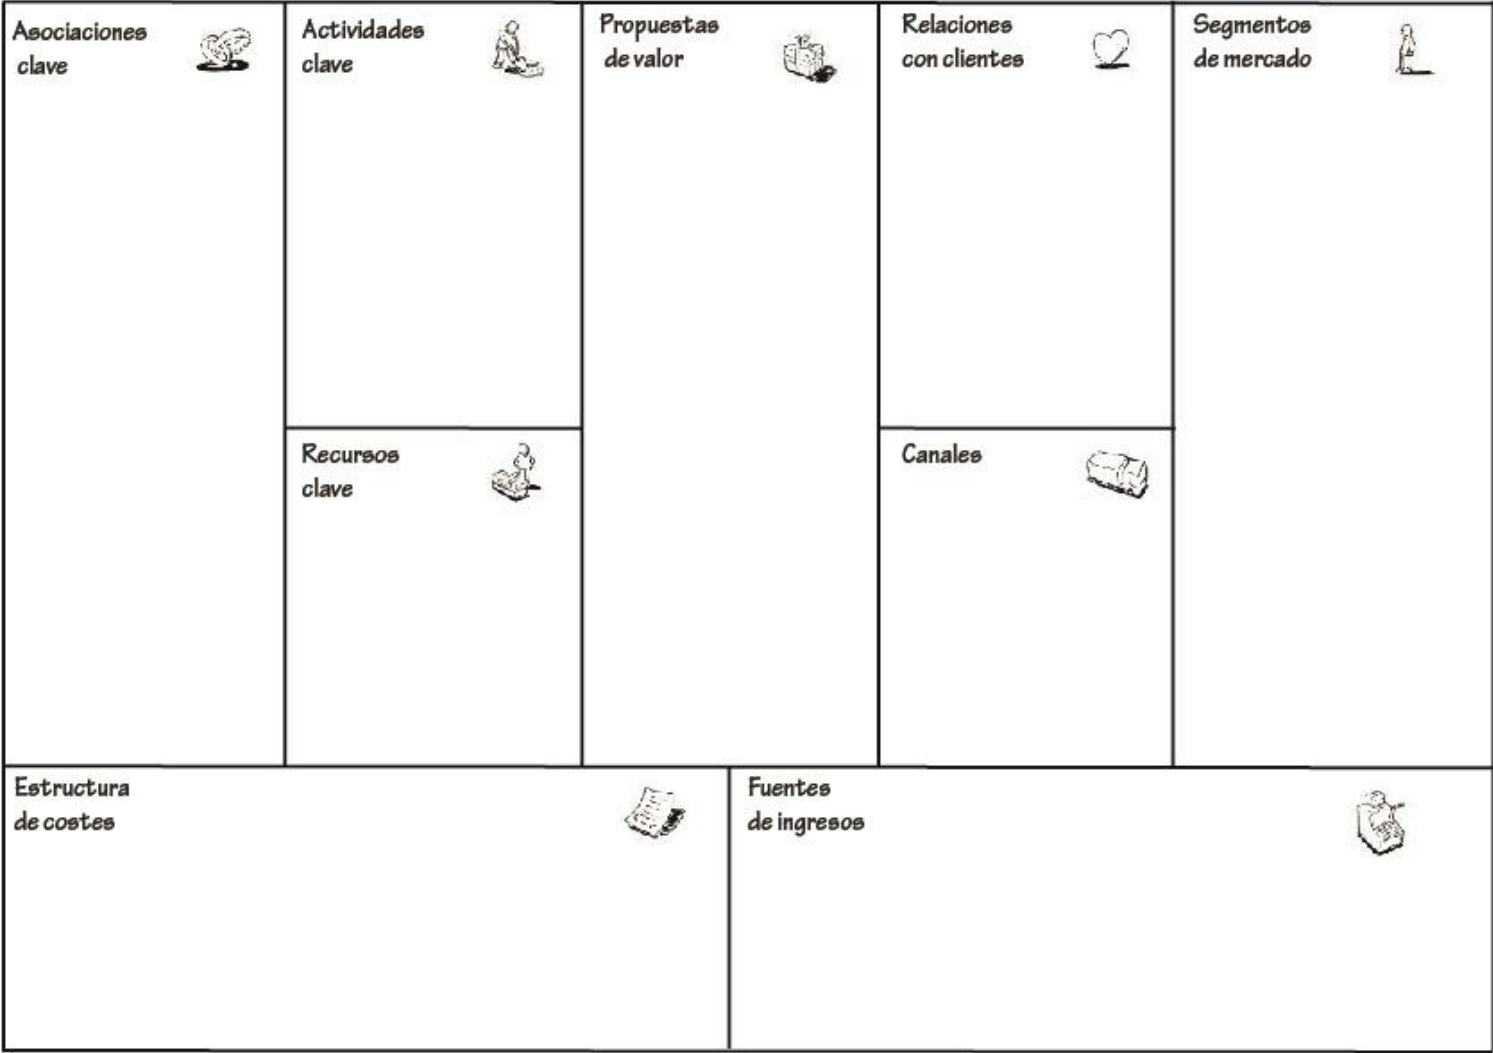 Asociaciones
clave
Actividades
clave
Propuestas
de valor
Relaciones
con clientes
Segmentos
de mercado
Recursos
clave
Canales
Estructura
de costes
Fuentes
de ingresos